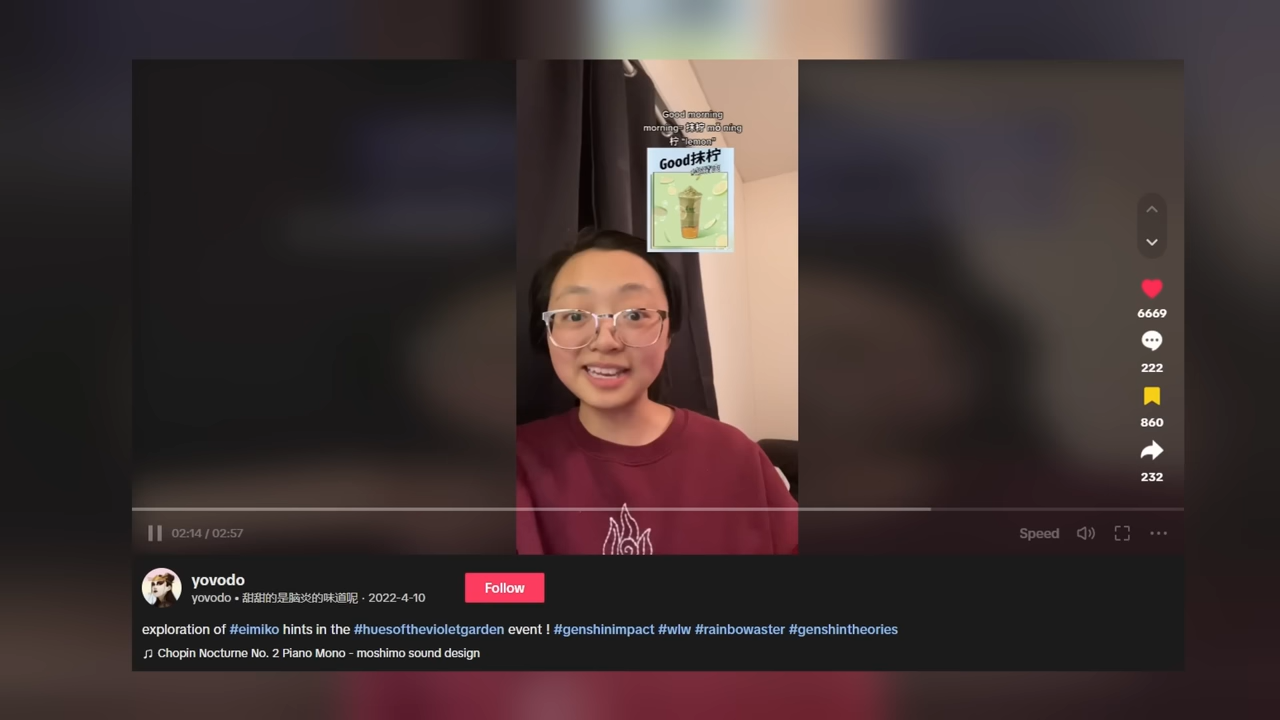 Good morning
morning- 抹柠 mǒ níng
柠 "lemon"
Good抹柠
6669
222
860
232
02:14 / 02:57
Speed
yovodo
yovodo • 甜甜的是脑炎的味道呢 · 2022-4-10
Follow
exploration of #eimiko hints in the #huesofthevioletgarden event ! #genshinimpact #wlw #rainbowaster #genshintheories
Chopin Nocturne No. 2 Piano Mono - moshimo sound design